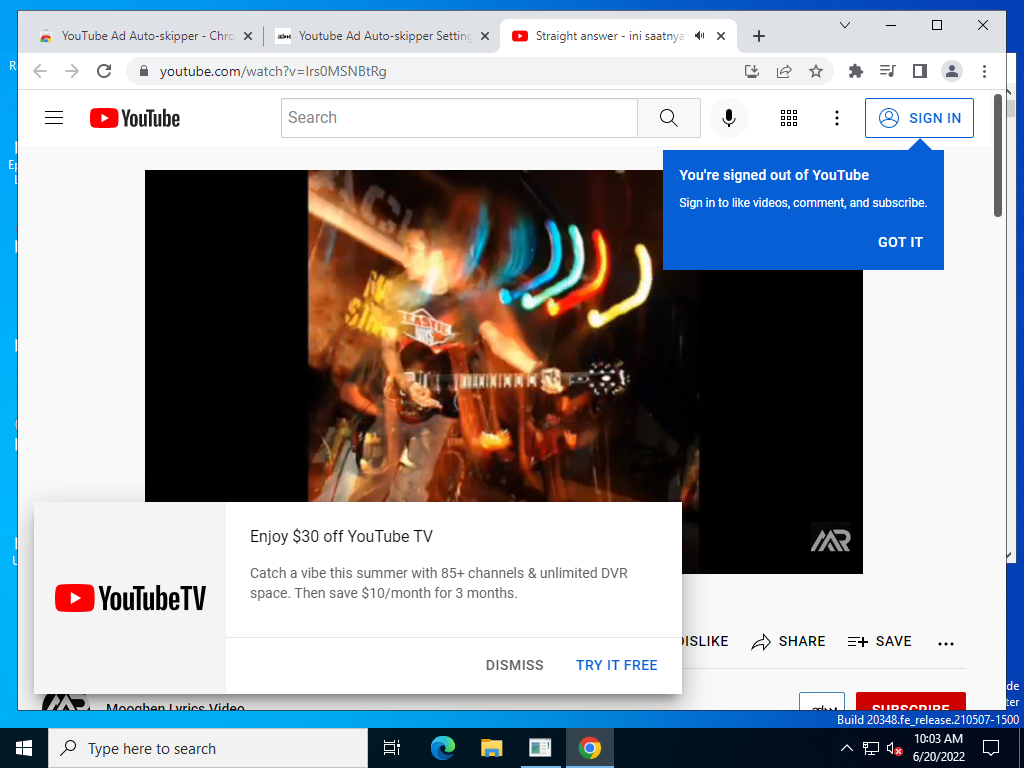 YouTube Ad Auto-skipper - Chro
Youtube Ad Auto-skipper Setting
Straight answer - ini saatnya
youtube.com/watch?v=Irs0MSNBtRg
YouTube
Search
SIGN IN
You're signed out of YouTube
Sign in to like videos, comment, and subscribe.
GOT IT
EASTIE
MR
Enjoy $30 off YouTube TV
Catch a vibe this summer with 85+ channels & unlimited DVR
space. Then save $10/month for 3 months.
YouTubeTV
DISLIKE
SHARE
SAVE
DISMISS
TRY IT FREE
Mooghen Lyrics Video
SUBSCRIBE
Build 20348.fe_release.210507-1500
Type here to search
10:03 AM
6/20/2022